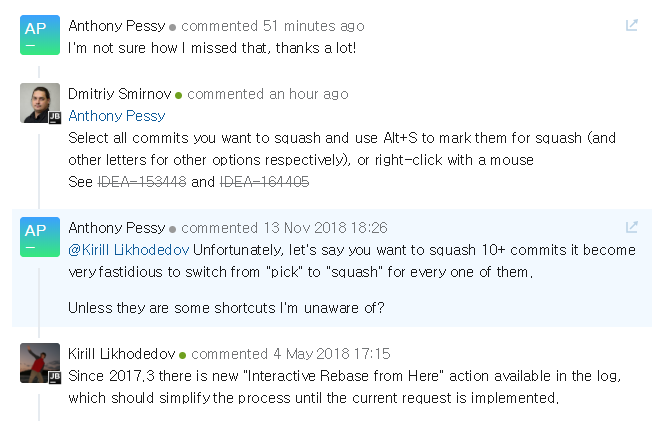 AP
Anthony Pessy commented 51 minutes ago
I'm not sure how I missed that, thanks a lot!
Dmitriy Smirnov commented an hour ago
JB
Anthony Pessy
Select all commits you want to squash and use Alt+S to mark them for squash (and
other letters for other options respectively), or right-click with a mouse
See IDEA-153448 and IDEA-164405
AP
Anthony Pessy commented 13 Nov 2018 18:26
@Kirill Likhodedov Unfortunately, let's say you want to squash 10+ commits it become
very fastidious to switch from "pick" to "squash" for every one of them.
Unless they are some shortcuts I'm unaware of?
Kirill Likhodedov commented 4 May 2018 17:15
JB
Since 2017.3 there is new "Interactive Rebase from Here" action available in the log,
which should simplify the process until the current request is implemented.